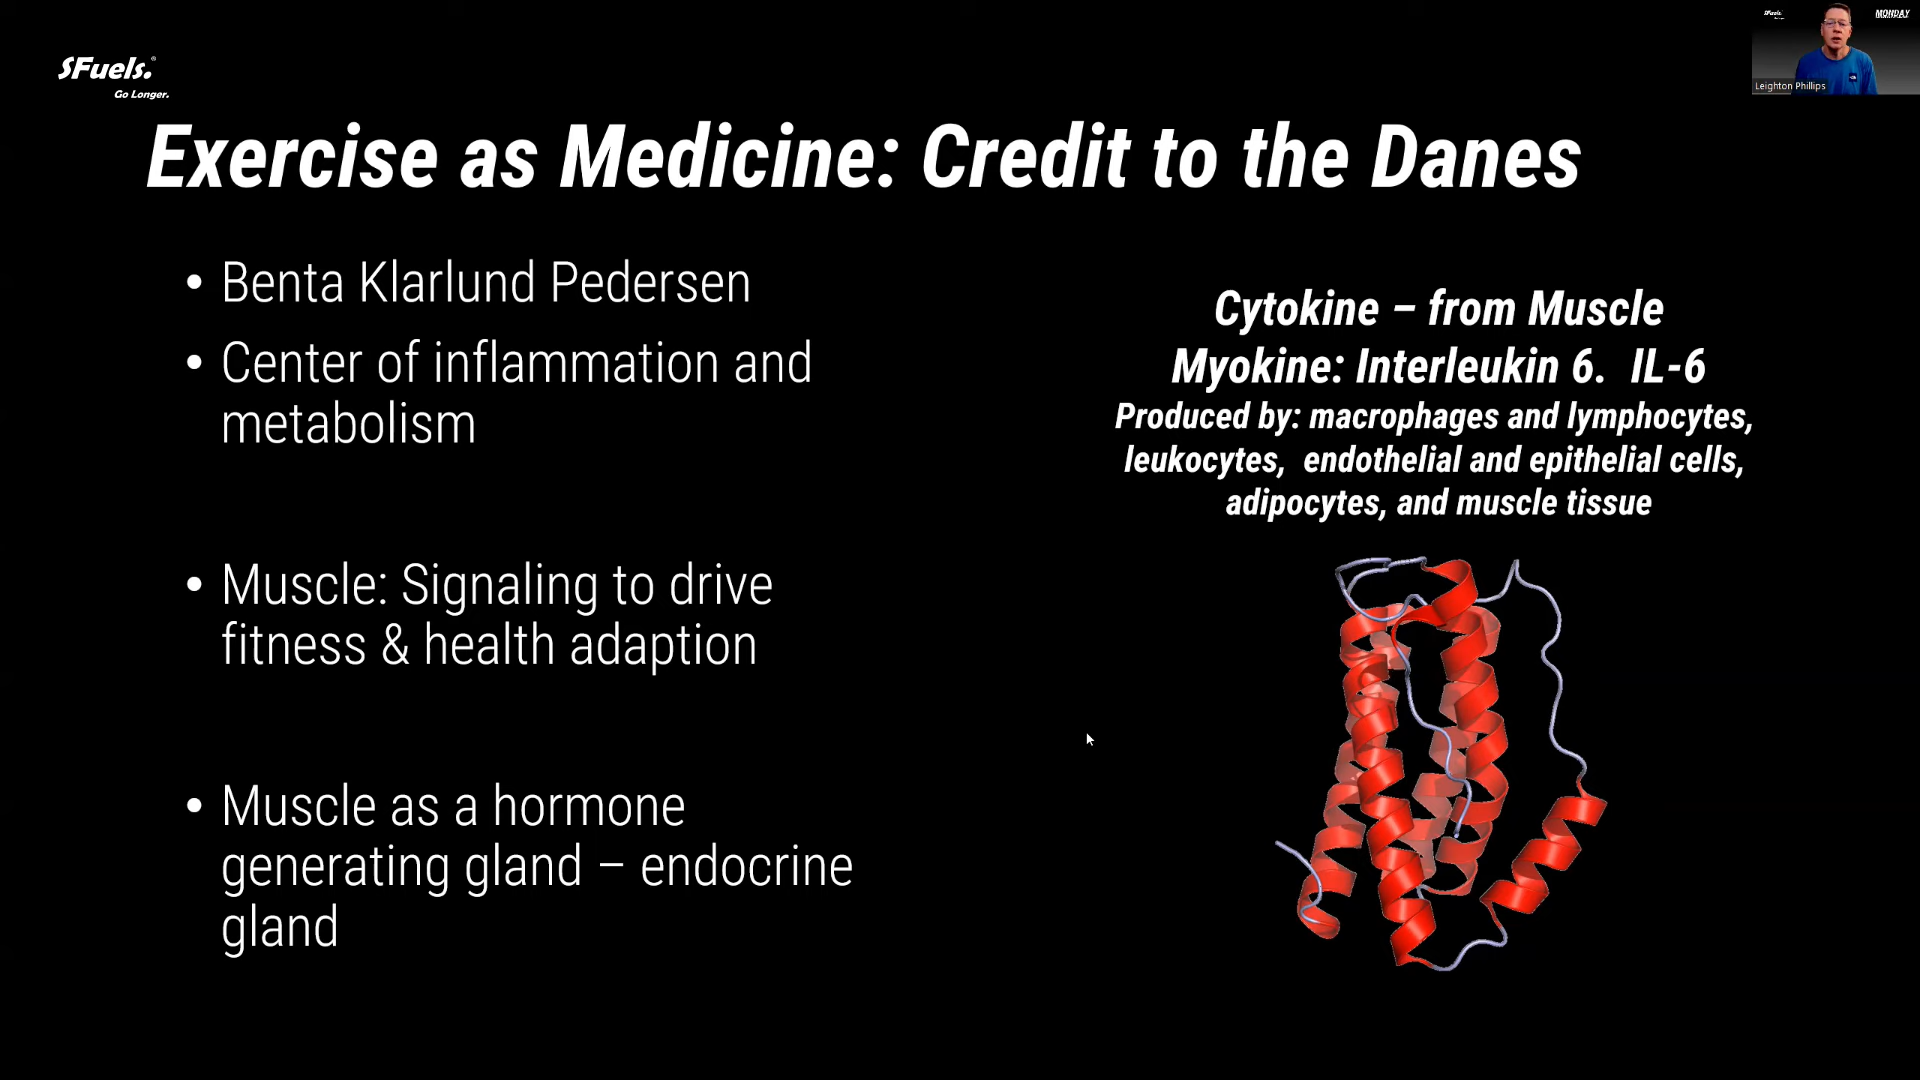 SFuels.®
Go Longer.
SFuels.
MONDAY
Leighton Phillips
Exercise as Medicine: Credit to the Danes
• Benta Klarlund Pedersen
• Center of inflammation and
metabolism
• Muscle: Signaling to drive
fitness & health adaption
• Muscle as a hormone
generating gland – endocrine
gland
Cytokine – from Muscle
Myokine: Interleukin 6. IL-6
Produced by: macrophages and lymphocytes,
leukocytes, endothelial and epithelial cells,
adipocytes, and muscle tissue